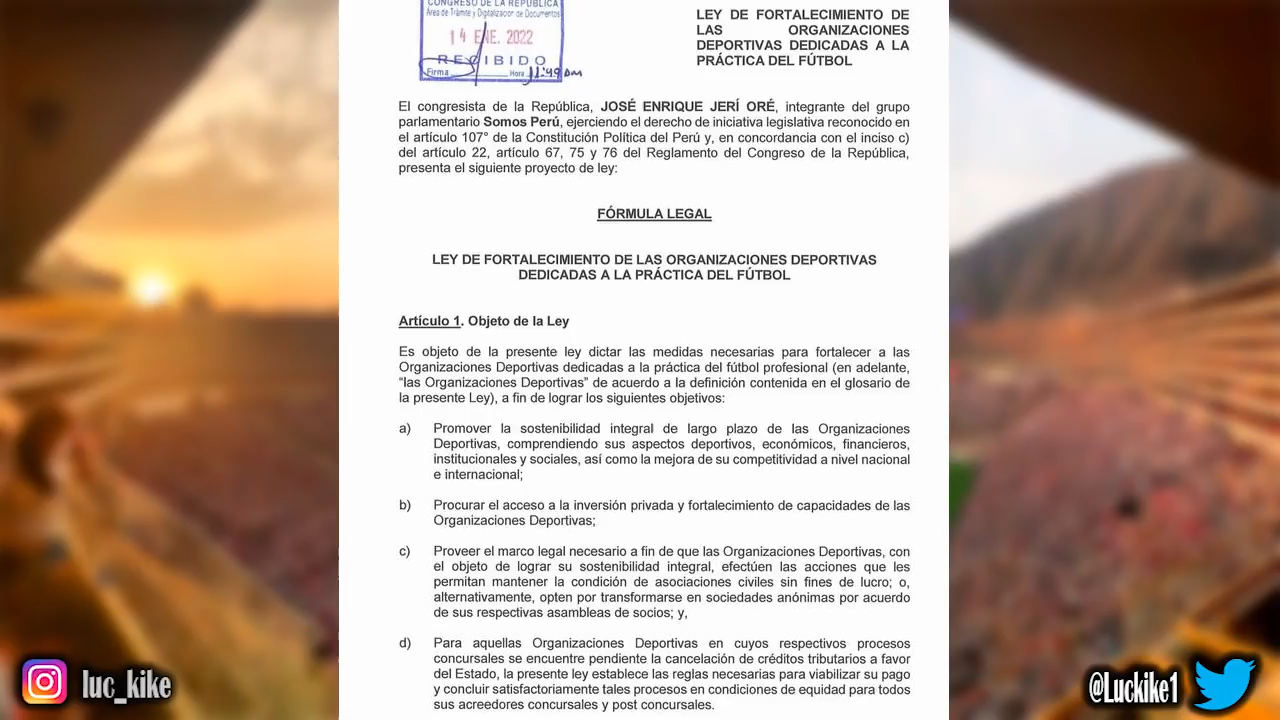 CONGRESO DE LA REPÚBLICA
Área de Trámite y Digitalización de Documentos
14 ENE. 2022
RECIBIDO
Firma Hora 11:49 am
LEY DE FORTALECIMIENTO DE
LAS ORGANIZACIONES
DEPORTIVAS DEDICADAS A LA
PRÁCTICA DEL FÚTBOL
El congresista de la República, JOSÉ ENRIQUE JERÍ ORÉ, integrante del grupo
parlamentario Somos Perú, ejerciendo el derecho de iniciativa legislativa reconocido en
el artículo 107° de la Constitución Política del Perú y, en concordancia con el inciso c)
del artículo 22, artículo 67, 75 y 76 del Reglamento del Congreso de la República,
presenta el siguiente proyecto de ley:
FÓRMULA LEGAL
LEY DE FORTALECIMIENTO DE LAS ORGANIZACIONES DEPORTIVAS
DEDICADAS A LA PRÁCTICA DEL FÚTBOL
Artículo 1. Objeto de la Ley
Es objeto de la presente ley dictar las medidas necesarias para fortalecer a las
Organizaciones Deportivas dedicadas a la práctica del fútbol profesional (en adelante,
“las Organizaciones Deportivas” de acuerdo a la definición contenida en el glosario de
la presente Ley), a fin de lograr los siguientes objetivos:
a) Promover la sostenibilidad integral de largo plazo de las Organizaciones
Deportivas, comprendiendo sus aspectos deportivos, económicos, financieros,
institucionales y sociales, así como la mejora de su competitividad a nivel nacional
e internacional;
b) Procurar el acceso a la inversión privada y fortalecimiento de capacidades de las
Organizaciones Deportivas;
c) Proveer el marco legal necesario a fin de que las Organizaciones Deportivas, con
el objeto de lograr su sostenibilidad integral, efectúen las acciones que les
permitan mantener la condición de asociaciones civiles sin fines de lucro; o,
alternativamente, opten por transformarse en sociedades anónimas por acuerdo
de sus respectivas asambleas de socios; y,
d) Para aquellas Organizaciones Deportivas en cuyos respectivos procesos
concursales se encuentre pendiente la cancelación de créditos tributarios a favor
del Estado, la presente ley establece las reglas necesarias para viabilizar su pago
y concluir satisfactoriamente tales procesos en condiciones de equidad para todos
sus acreedores concursales y post concursales.
luc_kike
@Luckike1